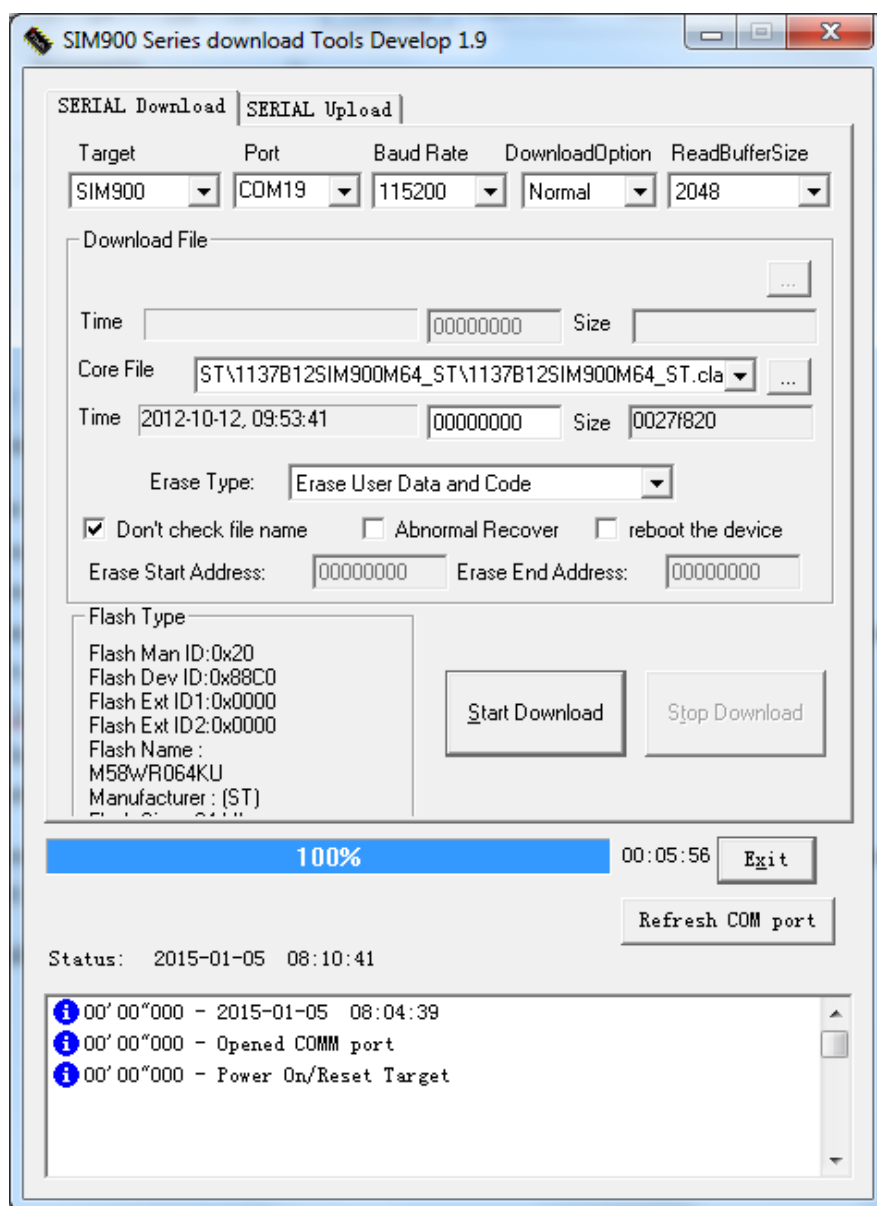 SIM900 Series download Tools Develop 1.9
SERIAL Download SERIAL Upload
Target Port Baud Rate DownloadOption ReadBufferSize
SIM900 COM19 115200 Normal 2048
Download File
...
Time 00000000 Size
Core File ST\1137B12SIM900M64_ST\1137B12SIM900M64_ST.cla ...
Time 2012-10-12, 09:53:41 00000000 Size 0027f820
Erase Type: Erase User Data and Code
Don't check file name Abnormal Recover reboot the device
Erase Start Address: 00000000 Erase End Address: 00000000
Flash Type
Flash Man ID:0x20
Flash Dev ID:0x88C0
Flash Ext ID1:0x0000
Flash Ext ID2:0x0000
Flash Name :
M58WR064KU
Manufacturer : (ST)
Start Download Stop Download
100% 00:05:56 Exit
Refresh COM port
Status: 2015-01-05 08:10:41
00'00"000 - 2015-01-05 08:04:39
00'00"000 - Opened COMM port
00'00"000 - Power On/Reset Target